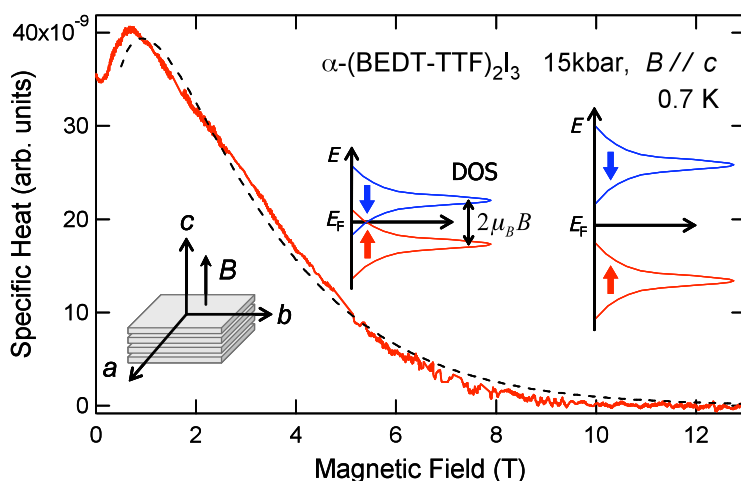 α-(BEDT-TTF)₂I₃ 15kbar, B // c
0.7 K
Specific Heat (arb. units)
40x10⁻⁹
30
20
10
0
0
2
4
6
8
10
12
Magnetic Field (T)
c
B
b
a
E
DOS
E_F
2μ_BB
E
E_F